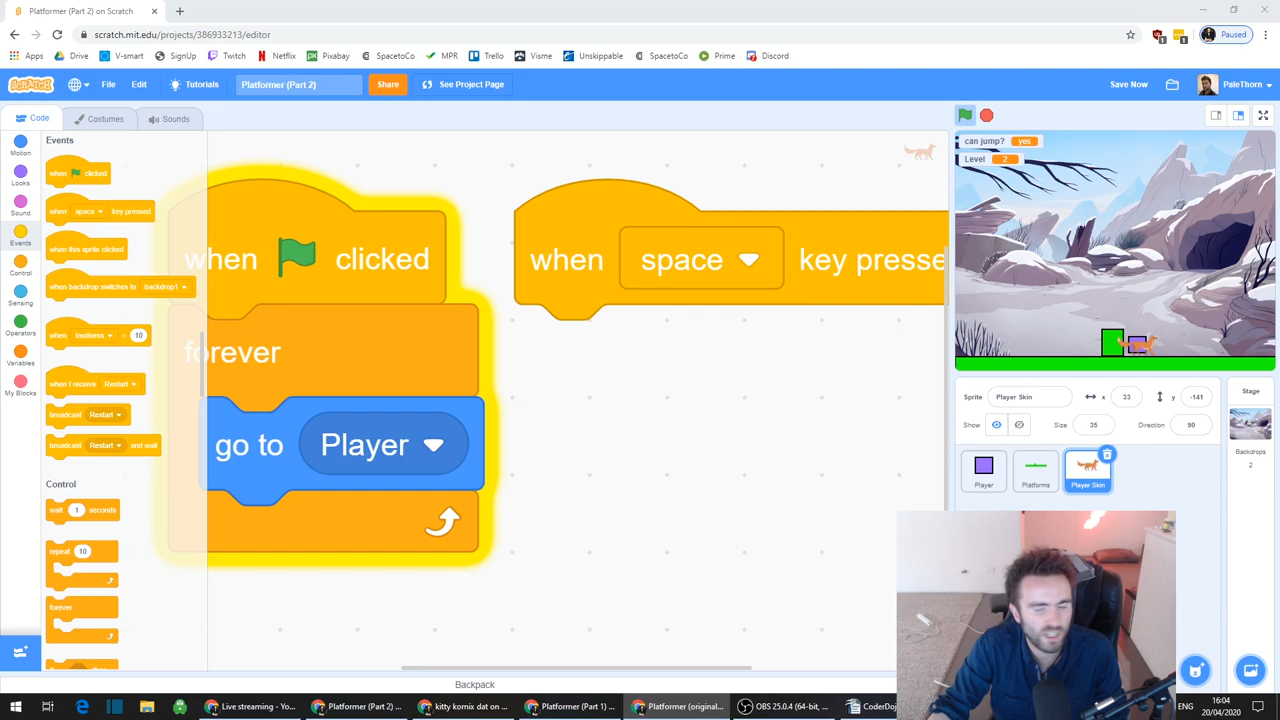 Platformer (Part 2) on Scratch
scratch.mit.edu/projects/386933213/editor
Paused
Apps Drive V-smart SignUp Twitch Netflix Pixabay SpacetoCo MPR Trello Visme Unskippable SpacetoCo Prime Discord
SCRATCH File Edit Tutorials Platformer (Part 2) Share See Project Page Save Now PaleThorn
Code Costumes Sounds
Motion
Looks
Sound
Events
Control
Sensing
Operators
Variables
My Blocks
Events
when clicked
when space key pressed
when this sprite clicked
when backdrop switches to backdrop1
when loudness > 10
when I receive Restart
broadcast Restart
broadcast Restart and wait
Control
wait 1 seconds
repeat 10
forever
when clicked
forever
go to Player
when space key presse
can jump? yes
Level 2
Sprite Player Skin x 33 y -141
Show Size 35 Direction 90
Player Platforms Player Skin
Stage
Backdrops
2
Backpack
Live streaming - Yo...
Platformer (Part 2) ...
kitty komix dat on ...
Platformer (Part 1) ...
Platformer (original...
OBS 25.0.4 (64-bit, ...
CoderDoj
ENG
16:04
20/04/2020